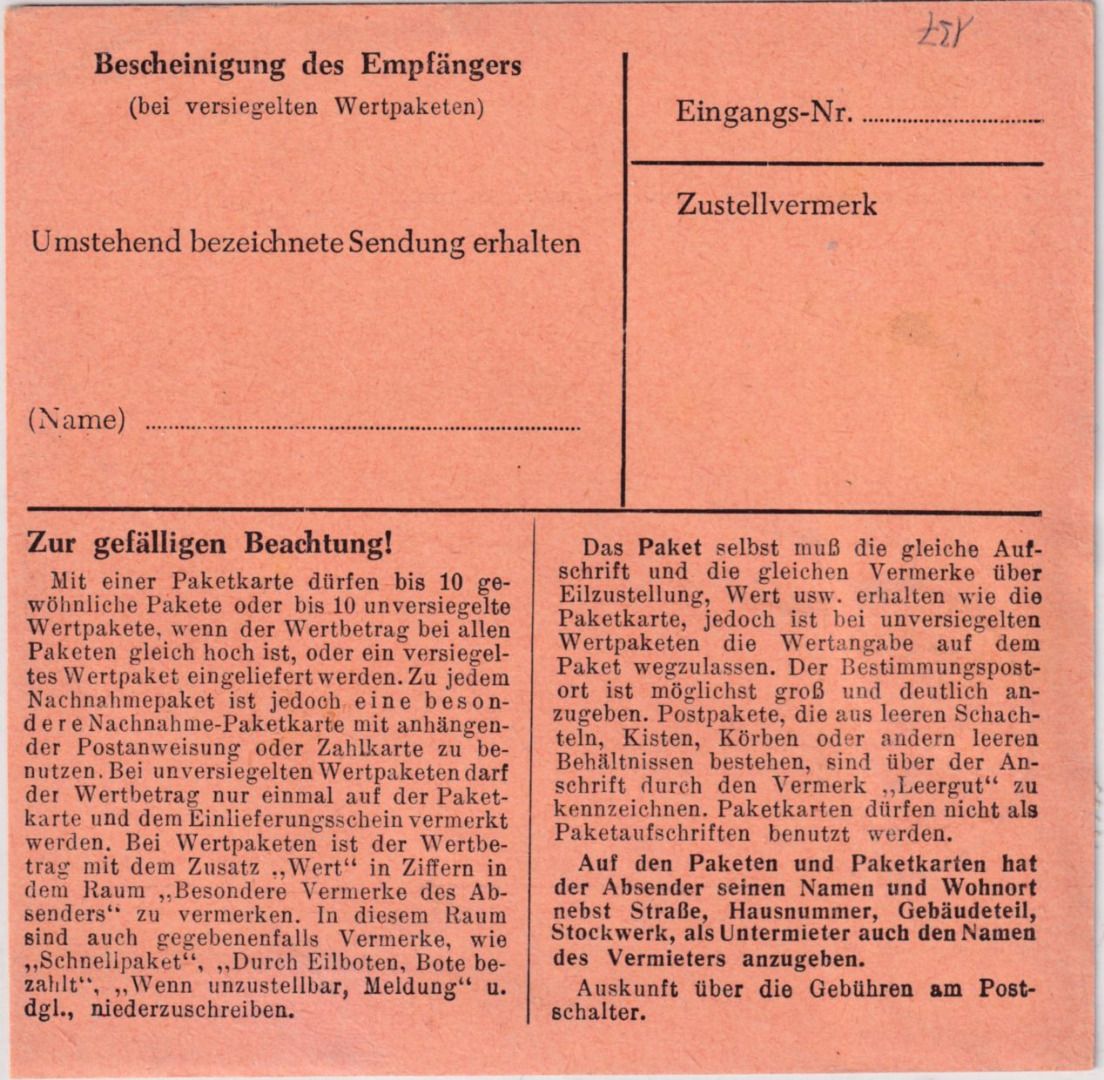 Bescheinigung des Empfängers
(bei versiegelten Wertpaketen)
Umstehend bezeichnete Sendung erhalten
(Name) ........................................
Eingangs-Nr. ....................
Zustellvermerk
Zur gefälligen Beachtung!
Mit einer Paketkarte dürfen bis 10 ge-
wöhnliche Pakete oder bis 10 unversiegelte
Wertpakete, wenn der Wertbetrag bei allen
Paketen gleich hoch ist, oder ein versiegel-
tes Wertpaket eingeliefert werden. Zu jedem
Nachnahmepaket ist jedoch eine beson-
dere Nachnahme-Paketkarte mit anhängen-
der Postanweisung oder Zahlkarte zu be-
nutzen. Bei unversiegelten Wertpaketen darf
der Wertbetrag nur einmal auf der Paket-
karte und dem Einlieferungsschein vermerkt
werden. Bei Wertpaketen ist der Wertbe-
trag mit dem Zusatz „Wert“ in Ziffern in
dem Raum „Besondere Vermerke des Ab-
senders“ zu vermerken. In diesem Raum
sind auch gegebenenfalls Vermerke, wie
„Schnellpaket“, „Durch Eilboten, Bote be-
zahlt“, „Wenn unzustellbar, Meldung“ u.
dgl., niederzuschreiben.
Das Paket selbst muß die gleiche Auf-
schrift und die gleichen Vermerke über
Eilzustellung, Wert usw. erhalten wie die
Paketkarte, jedoch ist bei unversiegelten
Wertpaketen die Wertangabe auf dem
Paket wegzulassen. Der Bestimmungspost-
ort ist möglichst groß und deutlich an-
zugeben. Postpakete, die aus leeren Schach-
teln, Kisten, Körben oder andern leeren
Behältnissen bestehen, sind über der An-
schrift durch den Vermerk „Leergut“ zu
kennzeichnen. Paketkarten dürfen nicht als
Paketaufschriften benutzt werden.
Auf den Paketen und Paketkarten hat
der Absender seinen Namen und Wohnort
nebst Straße, Hausnummer, Gebäudeteil,
Stockwerk, als Untermieter auch den Namen
des Vermieters anzugeben.
Auskunft über die Gebühren am Post-
schalter.